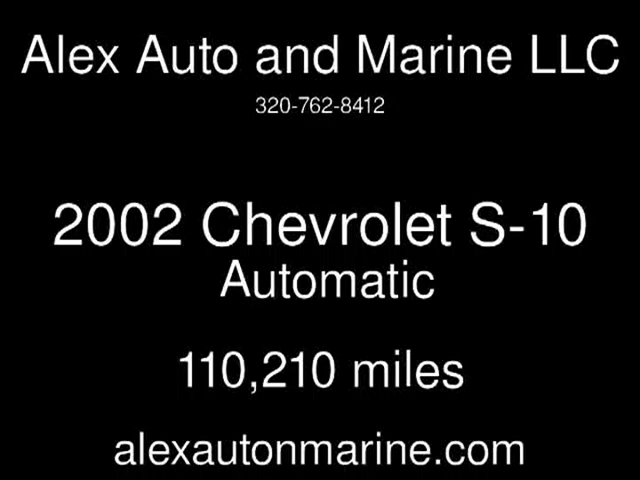 Alex Auto and Marine LLC
320-762-8412
2002 Chevrolet S-10
Automatic
110,210 miles
alexautonmarine.com